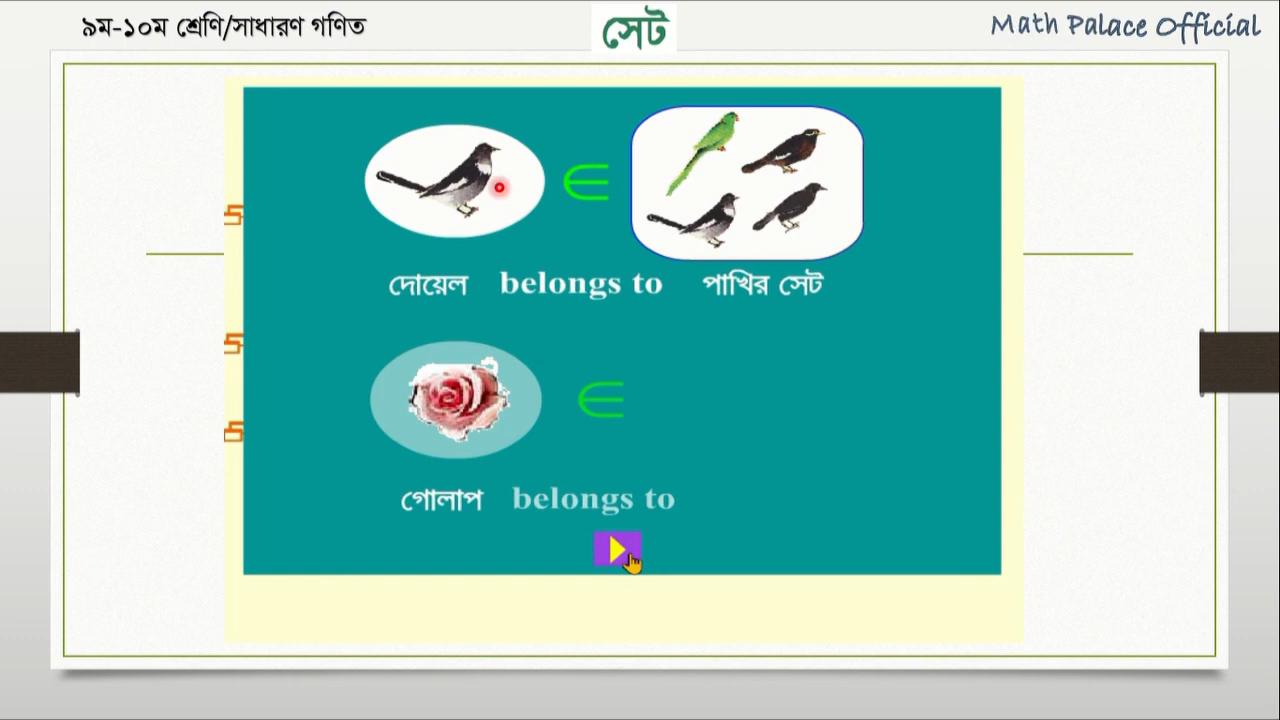 ৯ম-১০ম শ্রেণি/সাধারণ গণিত
সেট
Math Palace Official
∈
দোয়েল belongs to পাখির সেট
∈
গোলাপ belongs to